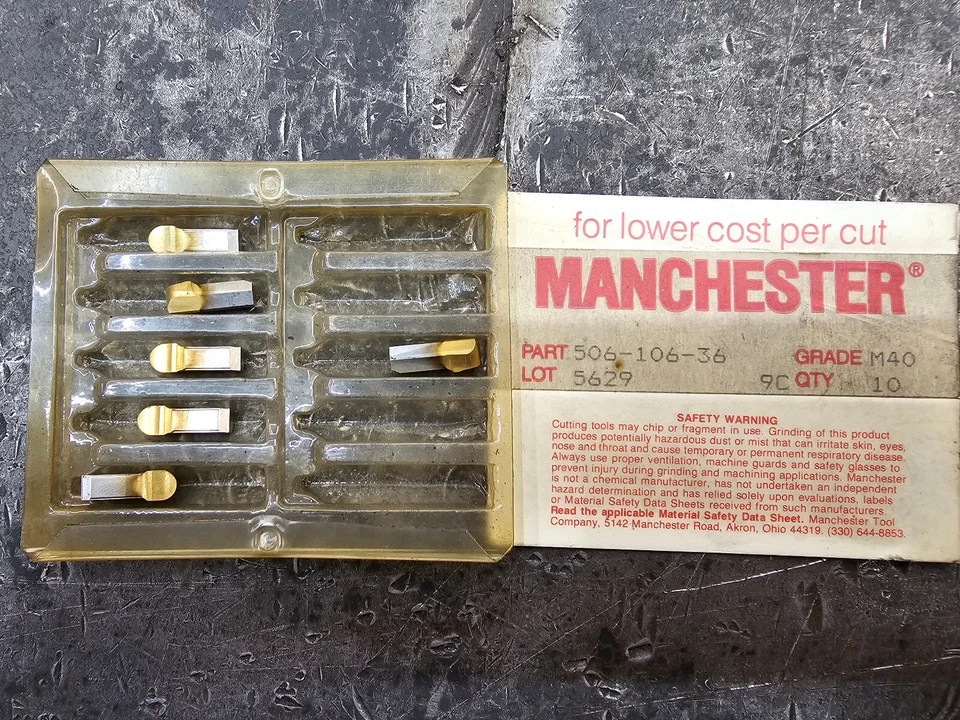 for lower cost per cut
MANCHESTER®
PART 506-106-36 GRADE M40
LOT 5629 9C QTY 10
SAFETY WARNING
Cutting tools may chip or fragment in use. Grinding of this product
produces potentially hazardous dust or mist that can irritate skin, eyes,
nose and throat and cause temporary or permanent respiratory disease.
Always use proper ventilation, machine guards and safety glasses to
prevent injury during grinding and machining applications. Manchester
is not a chemical manufacturer, has not undertaken an independent
hazard determination and has relied solely upon evaluations, labels
or Material Safety Data Sheets received from such manufacturers.
Read the applicable Material Safety Data Sheet. Manchester Tool
Company, 5142 Manchester Road, Akron, Ohio 44319. (330) 644-8853.